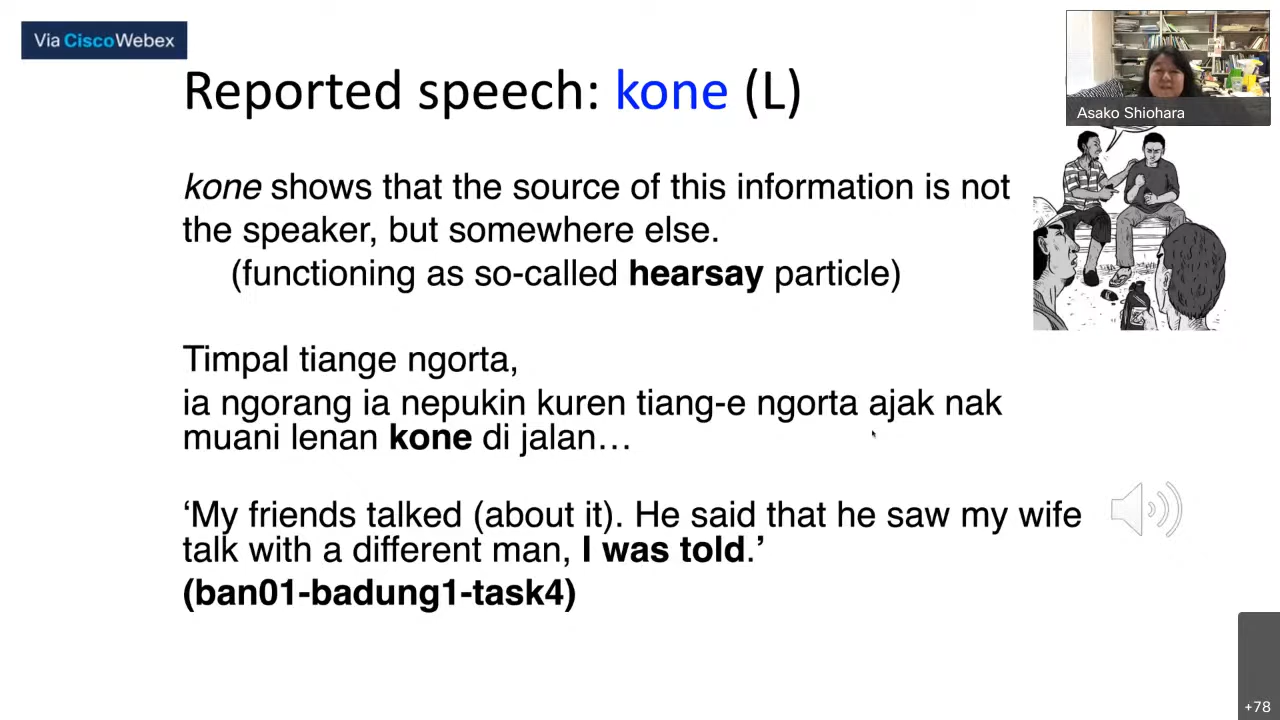 Via CiscoWebex
Reported speech: kone (L)
Asako Shiohara
kone shows that the source of this information is not
the speaker, but somewhere else.
(functioning as so-called hearsay particle)
Timpal tiange ngorta,
ia ngorang ia nepukin kuren tiang-e ngorta ajak nak
muani lenan kone di jalan…
‘My friends talked (about it). He said that he saw my wife
talk with a different man, I was told.’
(ban01-badung1-task4)
+78